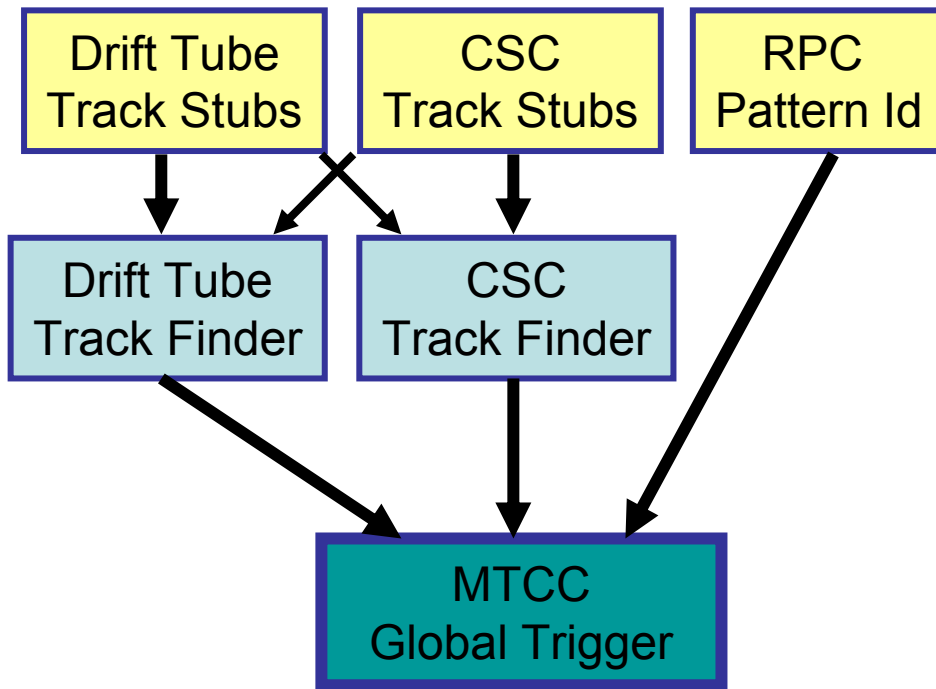 Drift Tube
Track Stubs
CSC
Track Stubs
RPC
Pattern Id
Drift Tube
Track Finder
CSC
Track Finder
MTCC
Global Trigger